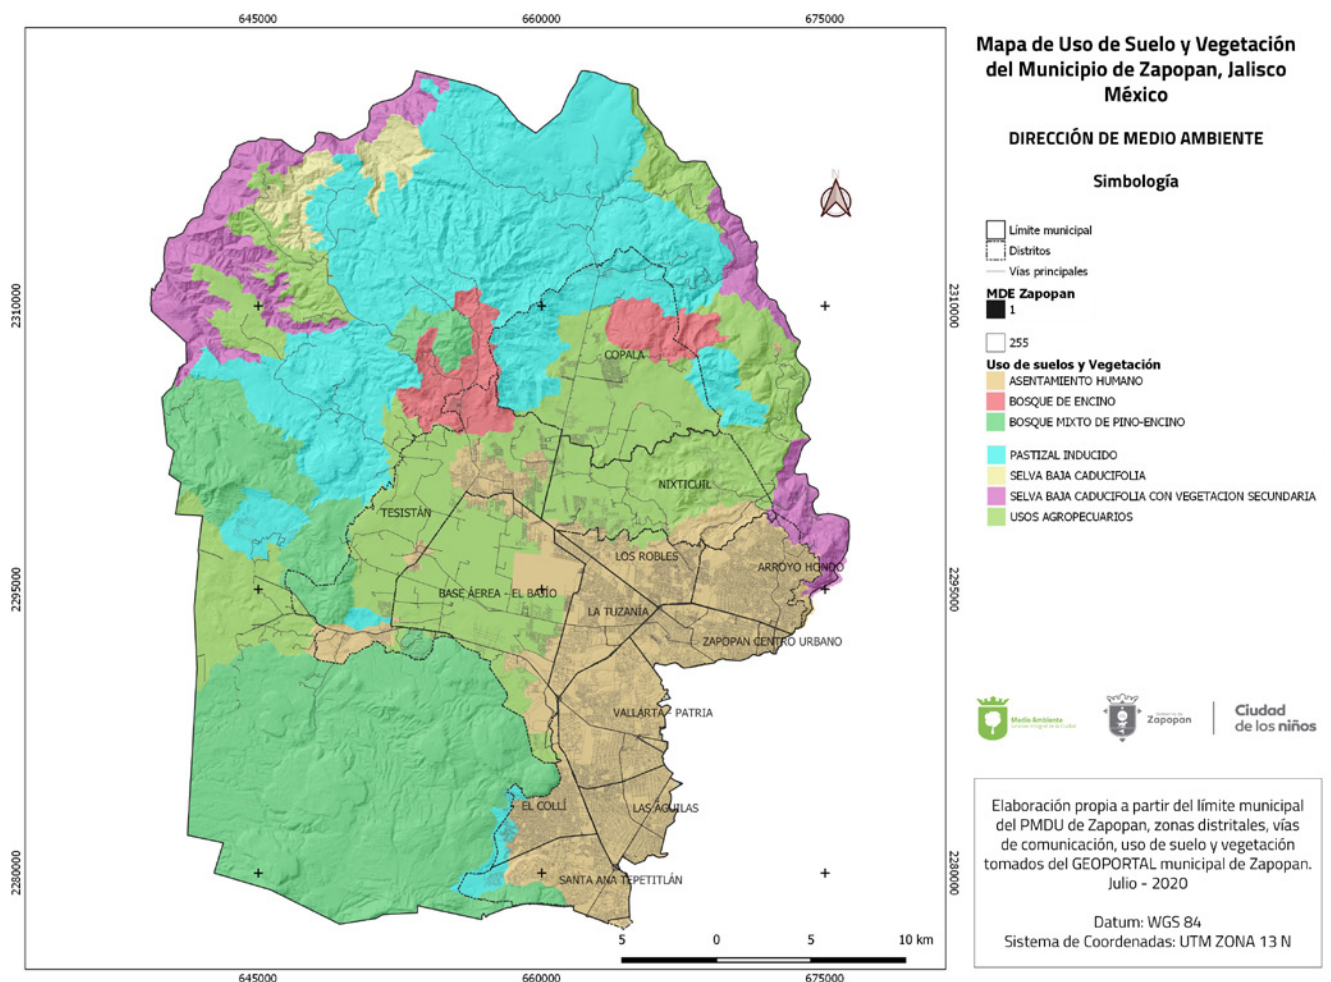 645000
660000
675000
2310000
2295000
2280000
2310000
2295000
2280000
COPALA
NIXTICUIL
TESISTÁN
LOS ROBLES
ARROYO HONDO
BASE ÁEREA - EL BAJÍO
LA TUZANÍA
ZAPOPAN CENTRO URBANO
VALLARTA - PATRIA
EL COLLÍ
LAS ÁGUILAS
SANTA ANA TEPETITLÁN
5 0 5 10 km
645000
660000
675000
Mapa de Uso de Suelo y Vegetación
del Municipio de Zapopan, Jalisco
México
DIRECCIÓN DE MEDIO AMBIENTE
Simbología
N
Límite municipal
Distritos
Vías principales
MDE Zapopan
1
255
Uso de suelos y Vegetación
ASENTAMIENTO HUMANO
BOSQUE DE ENCINO
BOSQUE MIXTO DE PINO-ENCINO
PASTIZAL INDUCIDO
SELVA BAJA CADUCIFOLIA
SELVA BAJA CADUCIFOLIA CON VEGETACION SECUNDARIA
USOS AGROPECUARIOS
Medio Ambiente
Zapopan
Ciudad
de los niños
Elaboración propia a partir del límite municipal
del PMDU de Zapopan, zonas distritales, vías
de comunicación, uso de suelo y vegetación
tomados del GEOPORTAL municipal de Zapopan.
Julio - 2020
Datum: WGS 84
Sistema de Coordenadas: UTM ZONA 13 N